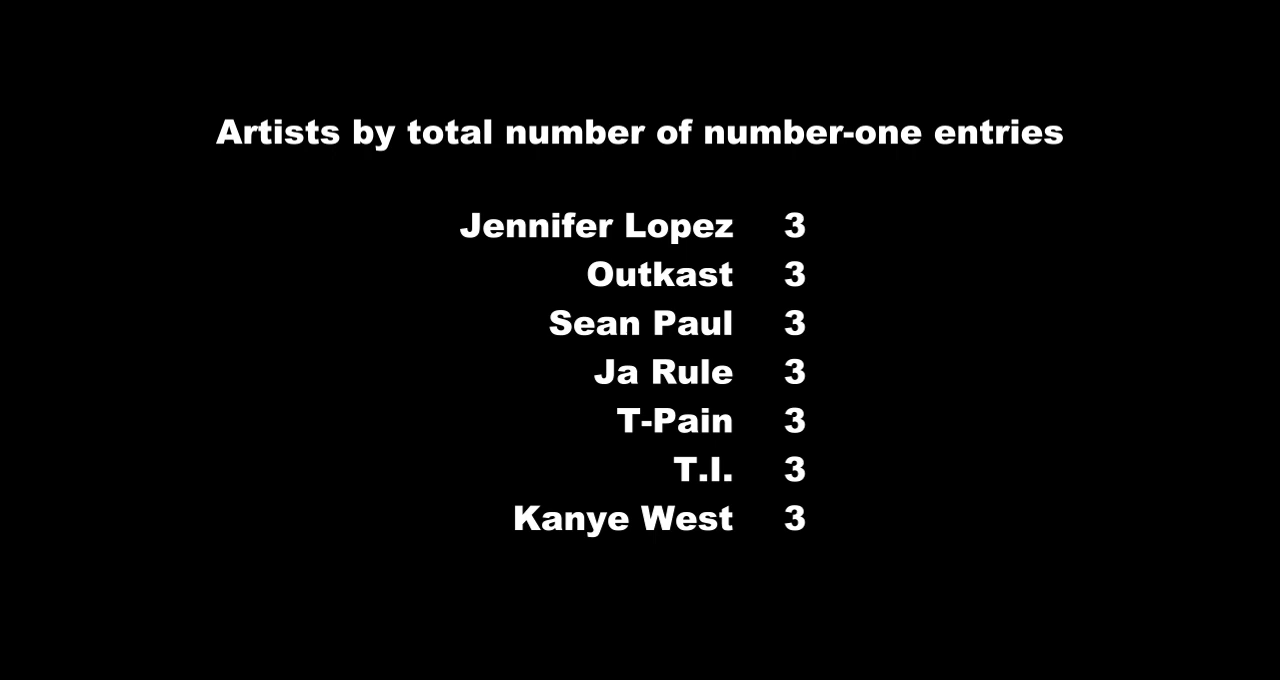 Artists by total number of number-one entries
Jennifer Lopez 3
Outkast 3
Sean Paul 3
Ja Rule 3
T-Pain 3
T.I. 3
Kanye West 3